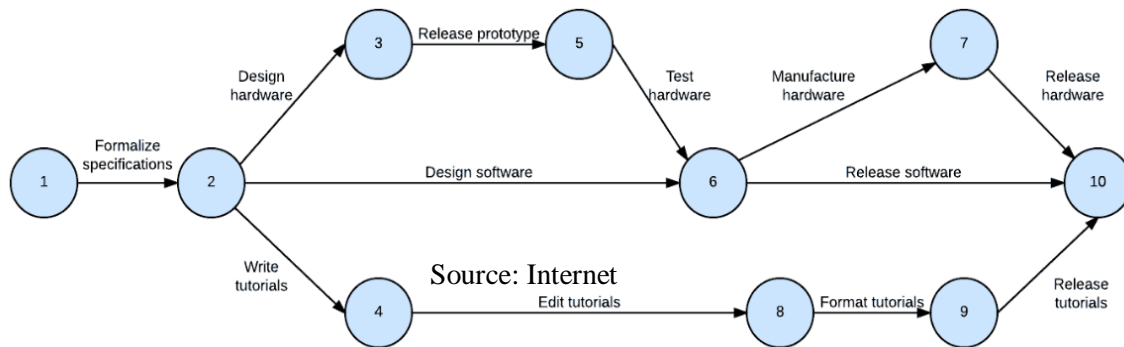 3
Release prototype
5
7
Design
hardware
Test
hardware
Manufacture
hardware
Release
hardware
Formalize
specifications
1
2
Design software
6
Release software
10
Write
tutorials
Source: Internet
4
Edit tutorials
8
Format tutorials
9
Release
tutorials